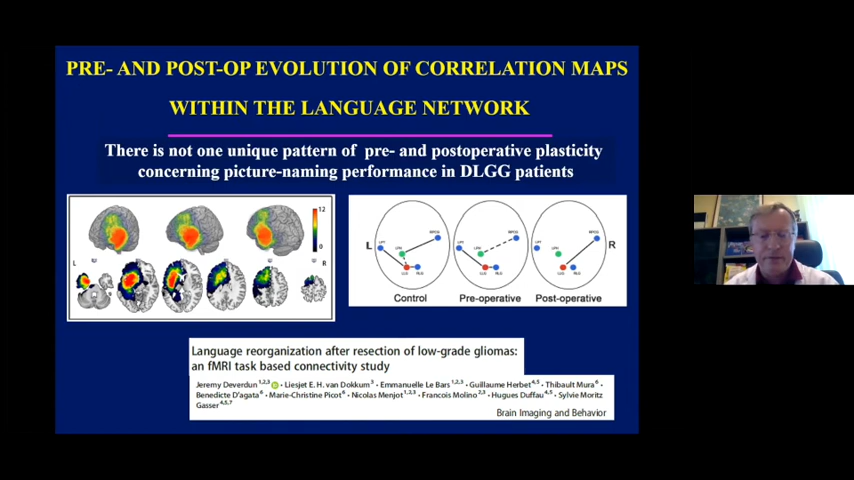 PRE- AND POST-OP EVOLUTION OF CORRELATION MAPS
WITHIN THE LANGUAGE NETWORK
There is not one unique pattern of pre- and postoperative plasticity
concerning picture-naming performance in DLGG patients
12
0
L
R
L
R
Control
Pre-operative
Post-operative
Language reorganization after resection of low-grade gliomas:
an fMRI task based connectivity study
Jeremy Deverdun 1,2,3 • Liesjet E. H. van Dokkum 3 • Emmanuelle Le Bars 1,2,3 • Guillaume Herbet 4,5 • Thibault Mura 6 •
Benedicte D'agata 6 • Marie-Christine Picot 6 • Nicolas Menjot 1,2,3 • Francois Molino 2,3 • Hugues Duffau 4,5 • Sylvie Moritz
Gasser 4,5,7
Brain Imaging and Behavior